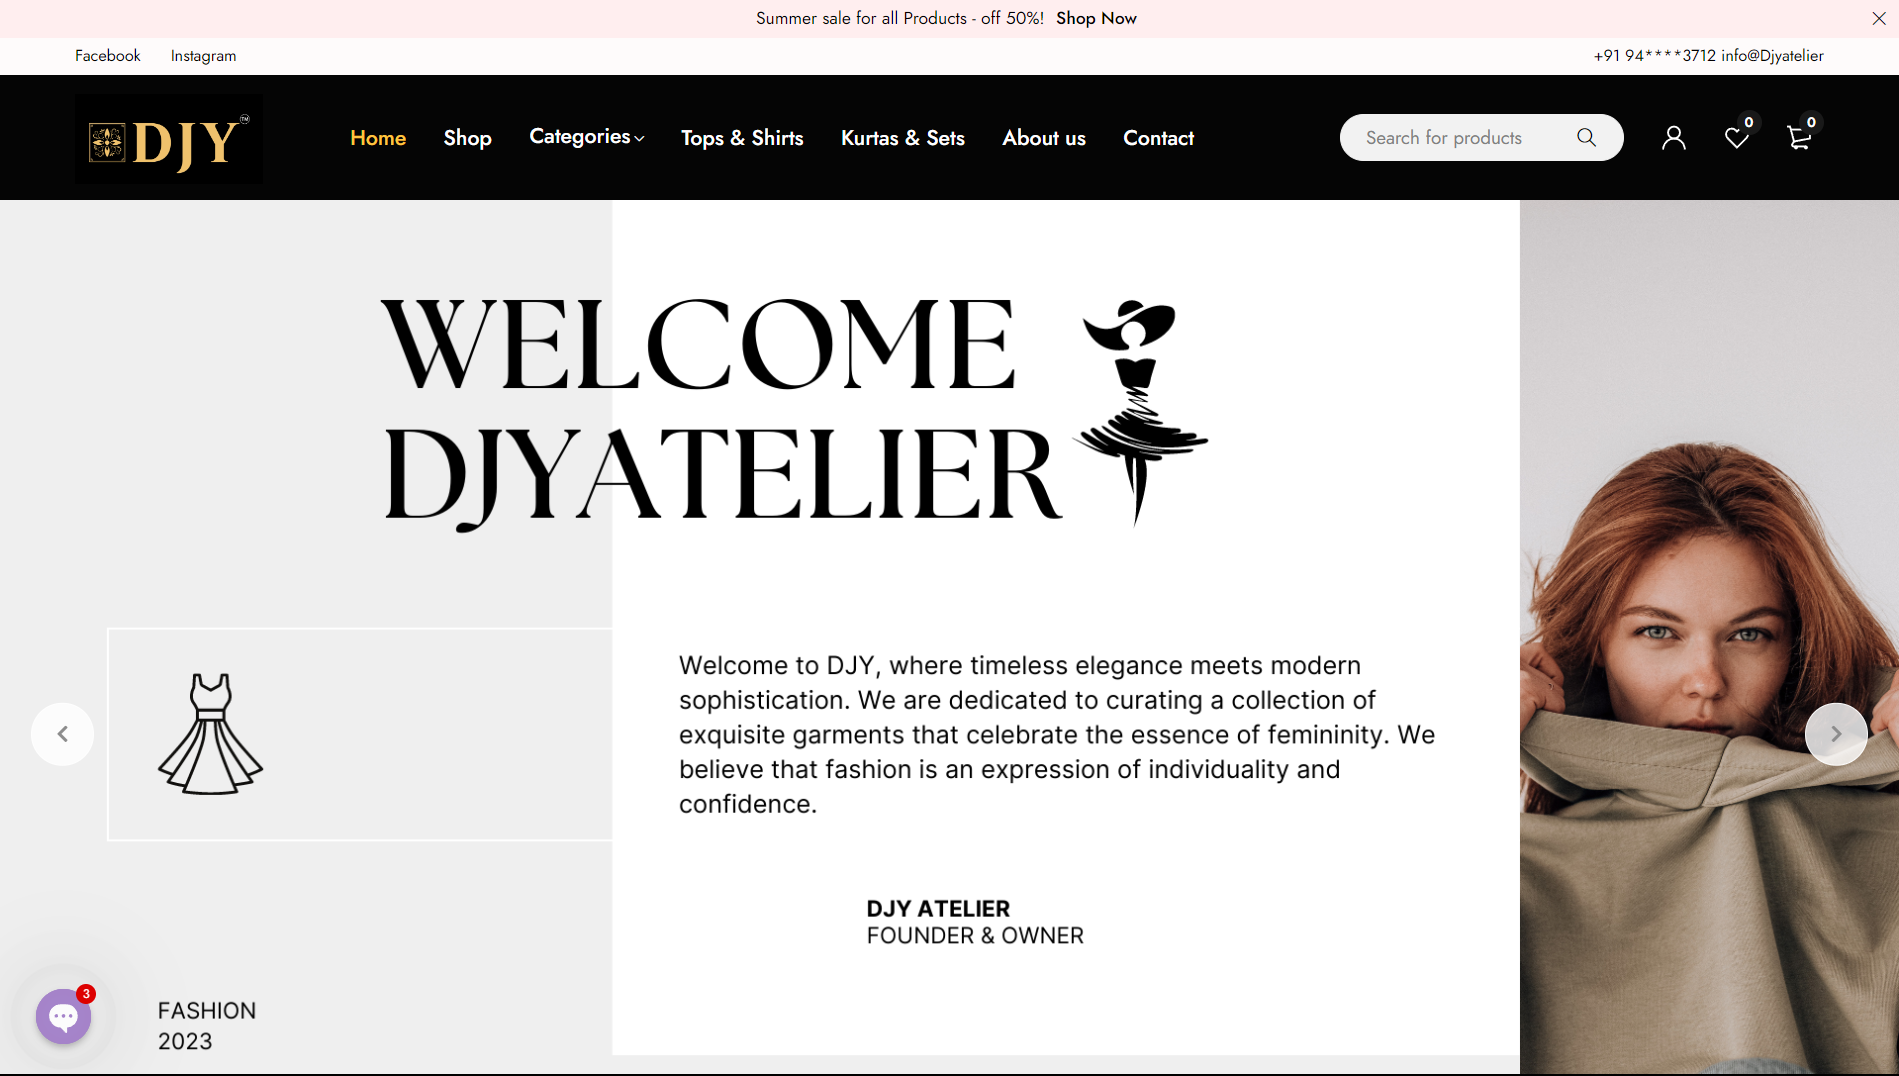 Summer sale for all Products - off 50%! Shop Now
Facebook Instagram +91 94****3712 info@Djyatelier
DJY TM
Home Shop Categories Tops & Shirts Kurtas & Sets About us Contact Search for products 0 0
WELCOME
DJYATELIER
Welcome to DJY, where timeless elegance meets modern
sophistication. We are dedicated to curating a collection of
exquisite garments that celebrate the essence of femininity. We
believe that fashion is an expression of individuality and
confidence.
DJY ATELIER
FOUNDER & OWNER
3
FASHION
2023